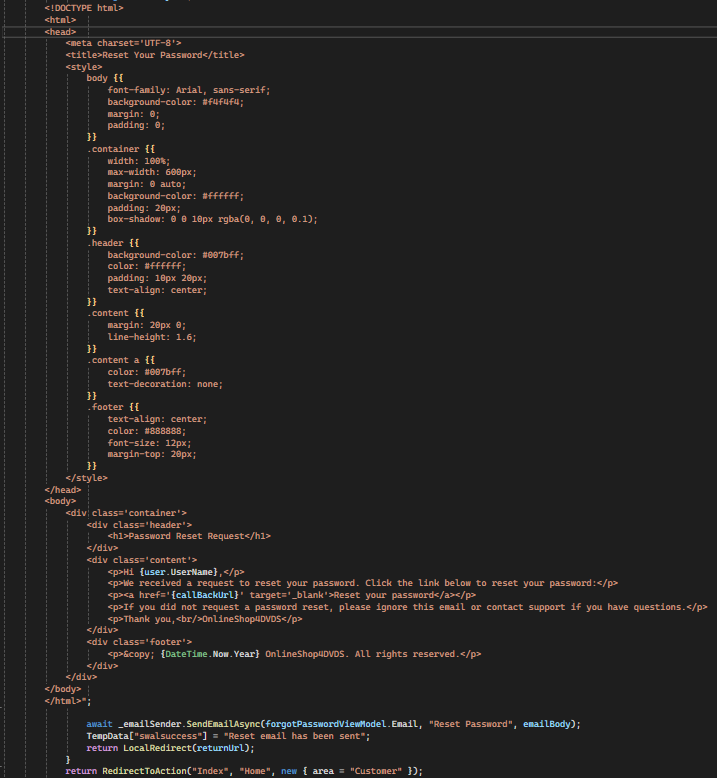 <!DOCTYPE html>
<html>
<head>
<meta charset='UTF-8'>
<title>Reset Your Password</title>
<style>
body {{
font-family: Arial, sans-serif;
background-color: #f4f4f4;
margin: 0;
padding: 0;
}}
.container {{
width: 100%;
max-width: 600px;
margin: 0 auto;
background-color: #ffffff;
padding: 20px;
box-shadow: 0 0 10px rgba(0, 0, 0, 0.1);
}}
.header {{
background-color: #007bff;
color: #ffffff;
padding: 10px 20px;
text-align: center;
}}
.content {{
margin: 20px 0;
line-height: 1.6;
}}
.content a {{
color: #007bff;
text-decoration: none;
}}
.footer {{
text-align: center;
color: #888888;
font-size: 12px;
margin-top: 20px;
}}
</style>
</head>
<body>
<div class='container'>
<div class='header'>
<h1>Password Reset Request</h1>
</div>
<div class='content'>
<p>Hi {user.UserName},</p>
<p>We received a request to reset your password. Click the link below to reset your password:</p>
<p><a href='{callBackUrl}' target='_blank'>Reset your password</a></p>
<p>If you did not request a password reset, please ignore this email or contact support if you have questions.</p>
<p>Thank you,<br/>OnlineShop4DVDS</p>
</div>
<div class='footer'>
<p>&copy; {DateTime.Now.Year} OnlineShop4DVDS. All rights reserved.</p>
</div>
</div>
</body>
</html>";
await _emailSender.SendEmailAsync(forgotPasswordViewModel.Email, "Reset Password", emailBody);
TempData["swalsuccess"] = "Reset email has been sent";
return LocalRedirect(returnUrl);
}
return RedirectToAction("Index", "Home", new { area = "Customer" });